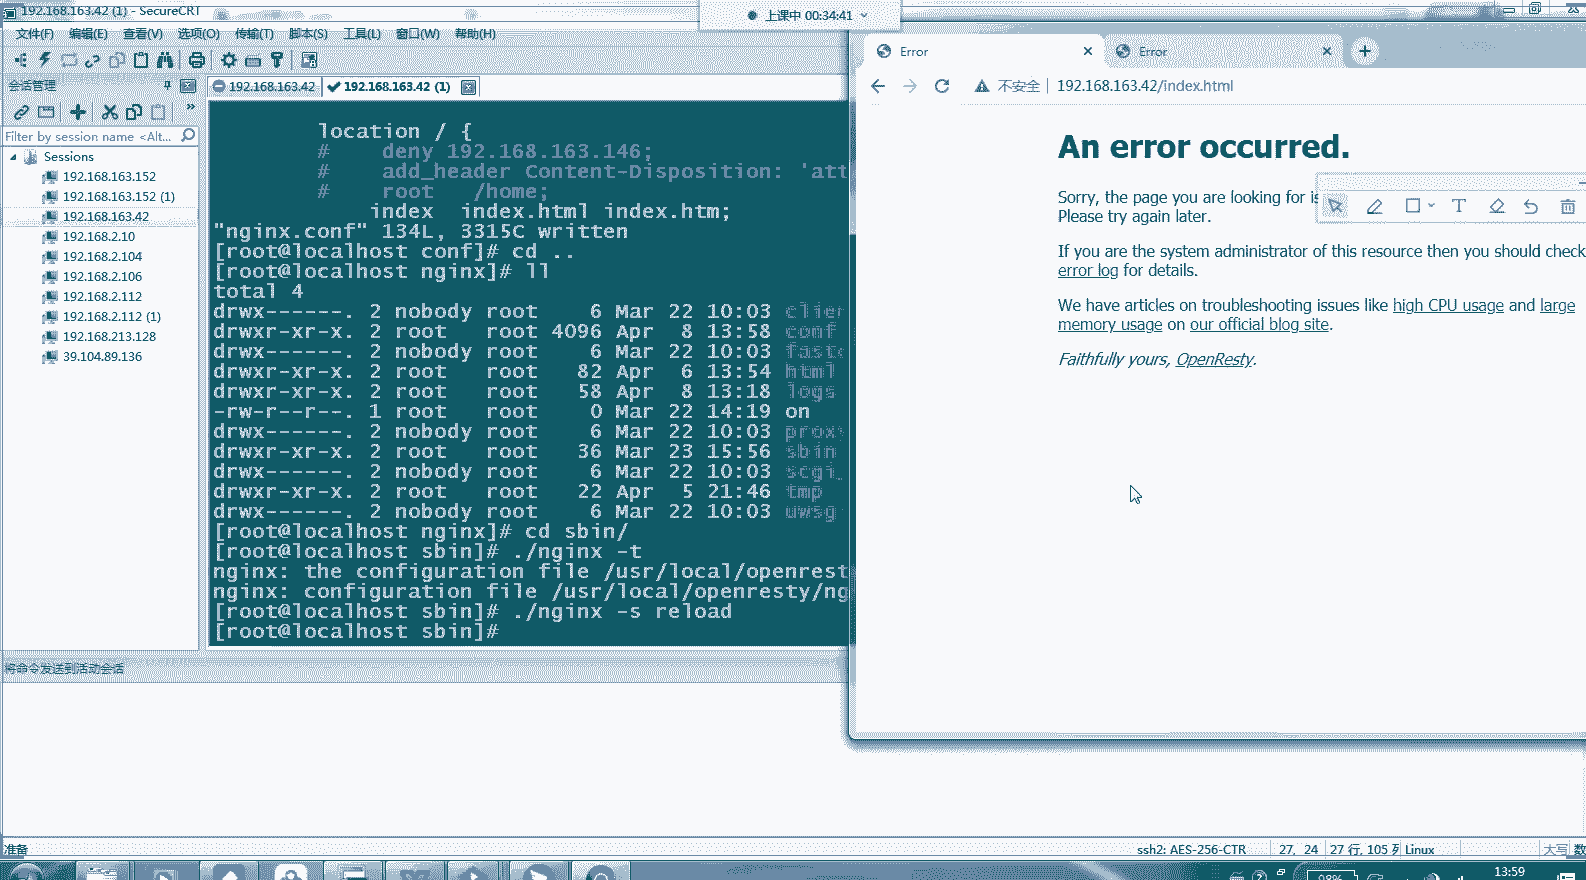 192.168.163.42 (1) - SecureCRT
上课中 00:34:41
文件(F) 编辑(E) 查看(V) 选项(O) 传输(T) 脚本(S) 工具(L) 窗口(W) 帮助(H)
会话管理
192.168.163.42
192.168.163.42 (1)
Filter by session name <Alt...
Sessions
192.168.163.152
192.168.163.152 (1)
192.168.163.42
192.168.2.10
192.168.2.104
192.168.2.106
192.168.2.112
192.168.2.112 (1)
192.168.213.128
39.104.89.136
location / {
# deny 192.168.163.146;
# add_header Content-Disposition: 'att
# root /home;
index index.html index.htm;
"nginx.conf" 134L, 3315C written
[root@localhost conf]# cd ..
[root@localhost nginx]# ll
total 4
drwx------. 2 nobody root 6 Mar 22 10:03 clien
drwxr-xr-x. 2 root root 4096 Apr 8 13:58 conf
drwx------. 2 nobody root 6 Mar 22 10:03 fastc
drwxr-xr-x. 2 root root 82 Apr 6 13:54 html
drwxr-xr-x. 2 root root 58 Apr 8 13:18 logs
-rw-r--r--. 1 root root 0 Mar 22 14:19 on
drwx------. 2 nobody root 6 Mar 22 10:03 proxy
drwxr-xr-x. 2 root root 36 Mar 23 15:56 sbin
drwx------. 2 nobody root 6 Mar 22 10:03 scgi_
drwxr-xr-x. 2 root root 22 Apr 5 21:46 tmp
drwx------. 2 nobody root 6 Mar 22 10:03 uwsg
[root@localhost nginx]# cd sbin/
[root@localhost sbin]# ./nginx -t
nginx: the configuration file /usr/local/openrest
nginx: configuration file /usr/local/openresty/ng
[root@localhost sbin]# ./nginx -s reload
[root@localhost sbin]#
将命令发送到活动会话
Error
Error
不安全 192.168.163.42/index.html
An error occurred.
Sorry, the page you are looking for is
Please try again later.
If you are the system administrator of this resource then you should check
error log for details.
We have articles on troubleshooting issues like high CPU usage and large
memory usage on our official blog site.
Faithfully yours, OpenResty.
准备
ssh2: AES-256-CTR 27, 24 27 行, 105 列 Linux 大写 数
98% 13:59